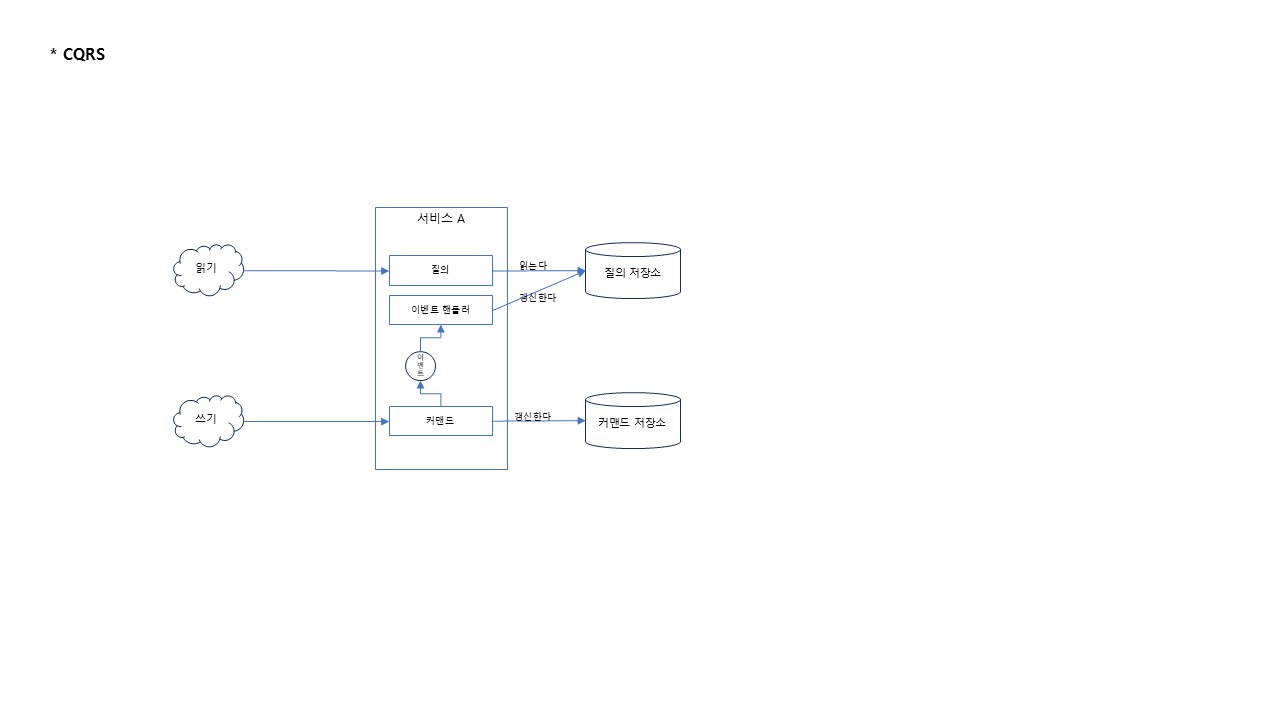 * CQRS
서비스 A
읽기
질의
읽는다
질의 저장소
이벤트 핸들러
갱신한다
이
벤
트
쓰기
커맨드
갱신한다
커맨드 저장소